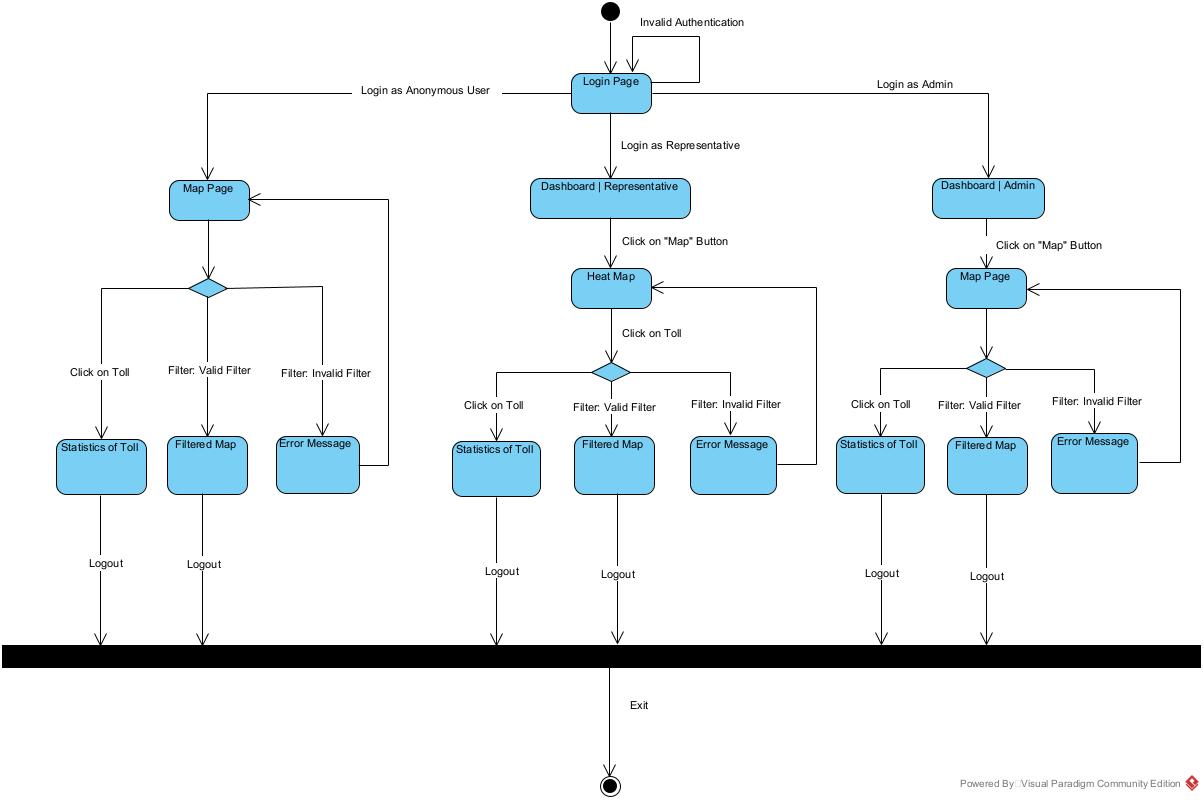 Invalid Authentication
Login Page
Login as Anonymous User
Login as Admin
Login as Representative
Map Page
Dashboard | Representative
Dashboard | Admin
Click on "Map" Button
Click on "Map" Button
Heat Map
Map Page
Click on Toll
Click on Toll
Filter: Valid Filter
Filter: Invalid Filter
Click on Toll
Filter: Valid Filter
Filter: Invalid Filter
Click on Toll
Filter: Valid Filter
Filter: Invalid Filter
Statistics of Toll
Filtered Map
Error Message
Statistics of Toll
Filtered Map
Error Message
Statistics of Toll
Filtered Map
Error Message
Logout
Logout
Logout
Logout
Logout
Logout
Exit
Powered By Visual Paradigm Community Edition